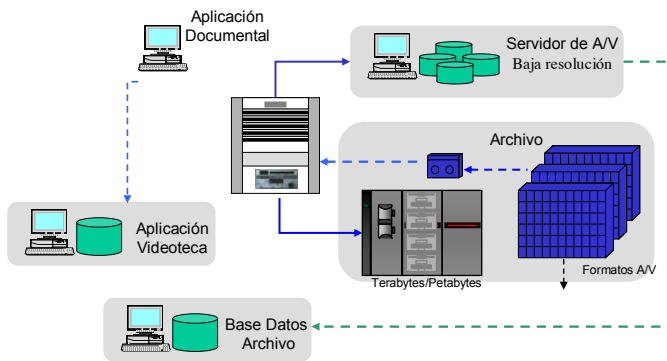 Aplicación
Documental
Servidor de A/V
Baja resolución
Archivo
Aplicación
Videoteca
Terabytes/Petabytes
Formatos A/V
Base Datos
Archivo